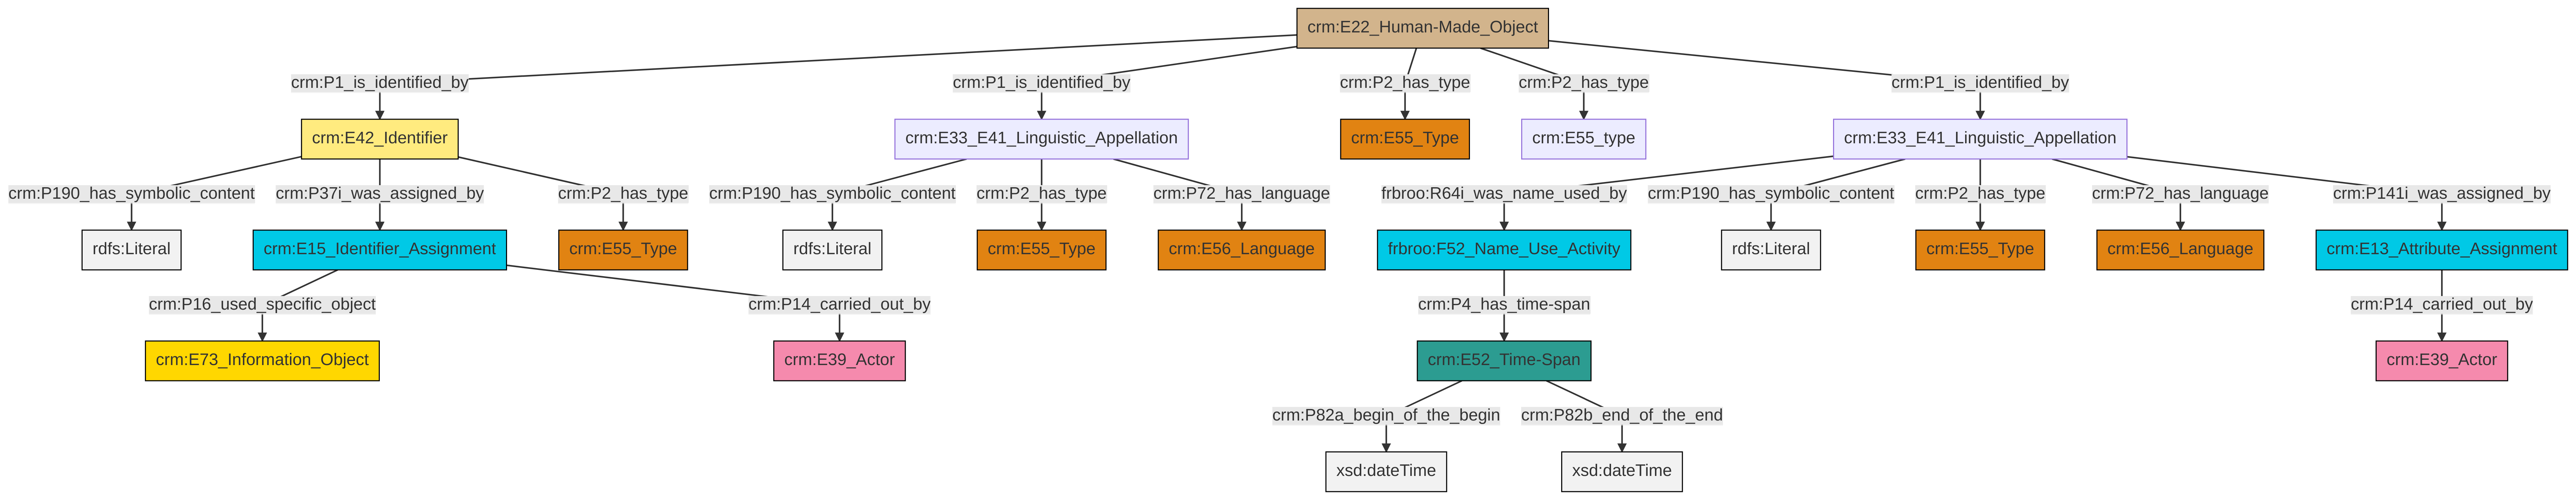 crm:E22_Human-Made_Object
crm:P1_is_identified_by
crm:P1_is_identified_by
crm:P2_has_type
crm:P2_has_type
crm:P1_is_identified_by
crm:E42_Identifier
crm:E33_E41_Linguistic_Appellation
crm:E55_Type
crm:E55_type
crm:E33_E41_Linguistic_Appellation
crm:P190_has_symbolic_content
crm:P37i_was_assigned_by
crm:P2_has_type
crm:P190_has_symbolic_content
crm:P2_has_type
crm:P72_has_language
frbroo:R64i_was_name_used_by
crm:P190_has_symbolic_content
crm:P2_has_type
crm:P72_has_language
crm:P141i_was_assigned_by
rdfs:Literal
crm:E15_Identifier_Assignment
crm:E55_Type
rdfs:Literal
crm:E55_Type
crm:E56_Language
frbroo:F52_Name_Use_Activity
rdfs:Literal
crm:E55_Type
crm:E56_Language
crm:E13_Attribute_Assignment
crm:P16_used_specific_object
crm:P14_carried_out_by
crm:P4_has_time-span
crm:P14_carried_out_by
crm:E73_Information_Object
crm:E39_Actor
crm:E52_Time-Span
crm:E39_Actor
crm:P82a_begin_of_the_begin
crm:P82b_end_of_the_end
xsd:dateTime
xsd:dateTime